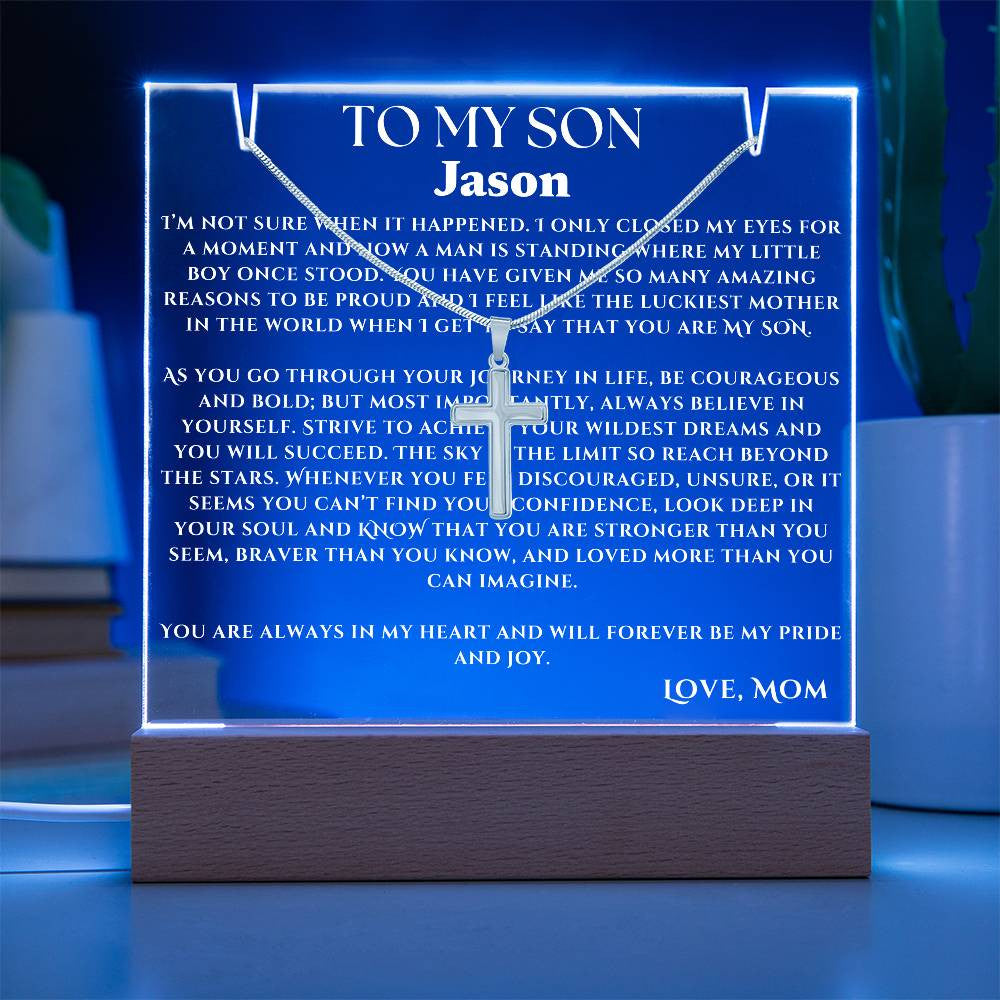 TO MY SON
Jason
I'M NOT SURE WHEN IT HAPPENED. I ONLY CLOSED MY EYES FOR
A MOMENT AND NOW A MAN IS STANDING WHERE MY LITTLE
BOY ONCE STOOD. YOU HAVE GIVEN ME SO MANY AMAZING
REASONS TO BE PROUD AND I FEEL LIKE THE LUCKIEST MOTHER
IN THE WORLD WHEN I GET TO SAY THAT YOU ARE MY SON.
AS YOU GO THROUGH YOUR JOURNEY IN LIFE, BE COURAGEOUS
AND BOLD; BUT MOST IMPORTANTLY, ALWAYS BELIEVE IN
YOURSELF. STRIVE TO ACHIEVE YOUR WILDEST DREAMS AND
YOU WILL SUCCEED. THE SKY THE LIMIT SO REACH BEYOND
THE STARS. WHENEVER YOU FEEL DISCOURAGED, UNSURE, OR IT
SEEMS YOU CAN'T FIND YOUR CONFIDENCE, LOOK DEEP IN
YOUR SOUL AND KNOW THAT YOU ARE STRONGER THAN YOU
SEEM, BRAVER THAN YOU KNOW, AND LOVED MORE THAN YOU
CAN IMAGINE.
YOU ARE ALWAYS IN MY HEART AND WILL FOREVER BE MY PRIDE
AND JOY.
LOVE, MOM